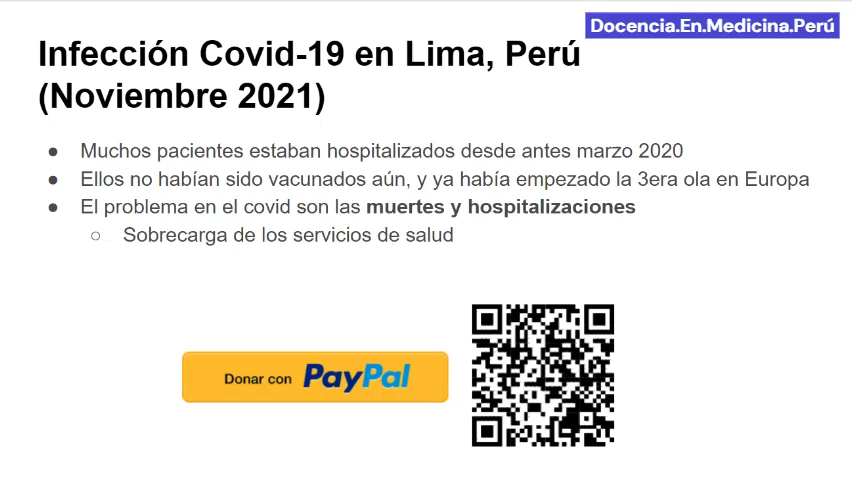 Docencia.En.Medicina.Perú
Infección Covid-19 en Lima, Perú
(Noviembre 2021)
● Muchos pacientes estaban hospitalizados desde antes marzo 2020
● Ellos no habían sido vacunados aún, y ya había empezado la 3era ola en Europa
● El problema en el covid son las muertes y hospitalizaciones
○ Sobrecarga de los servicios de salud
Donar con PayPal